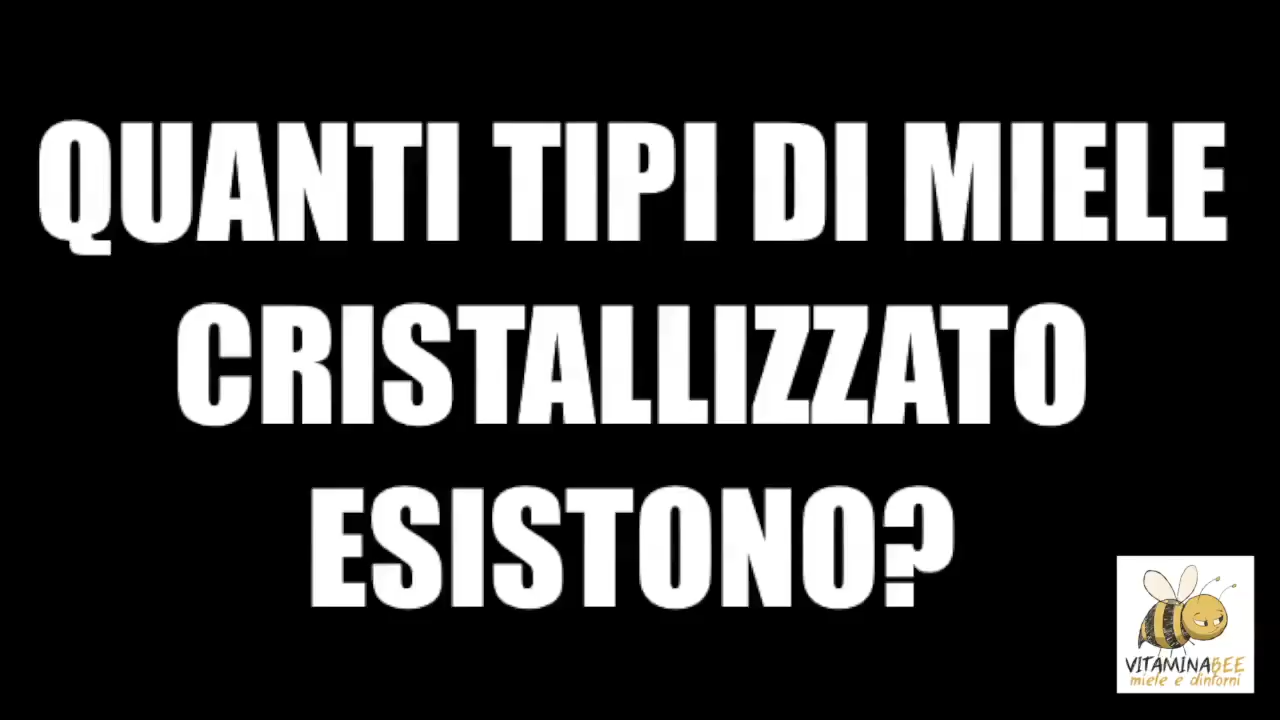 QUANTI TIPI DI MIELE
CRISTALLIZZATO
ESISTONO?
VITAMINABEE
miele e dintorni